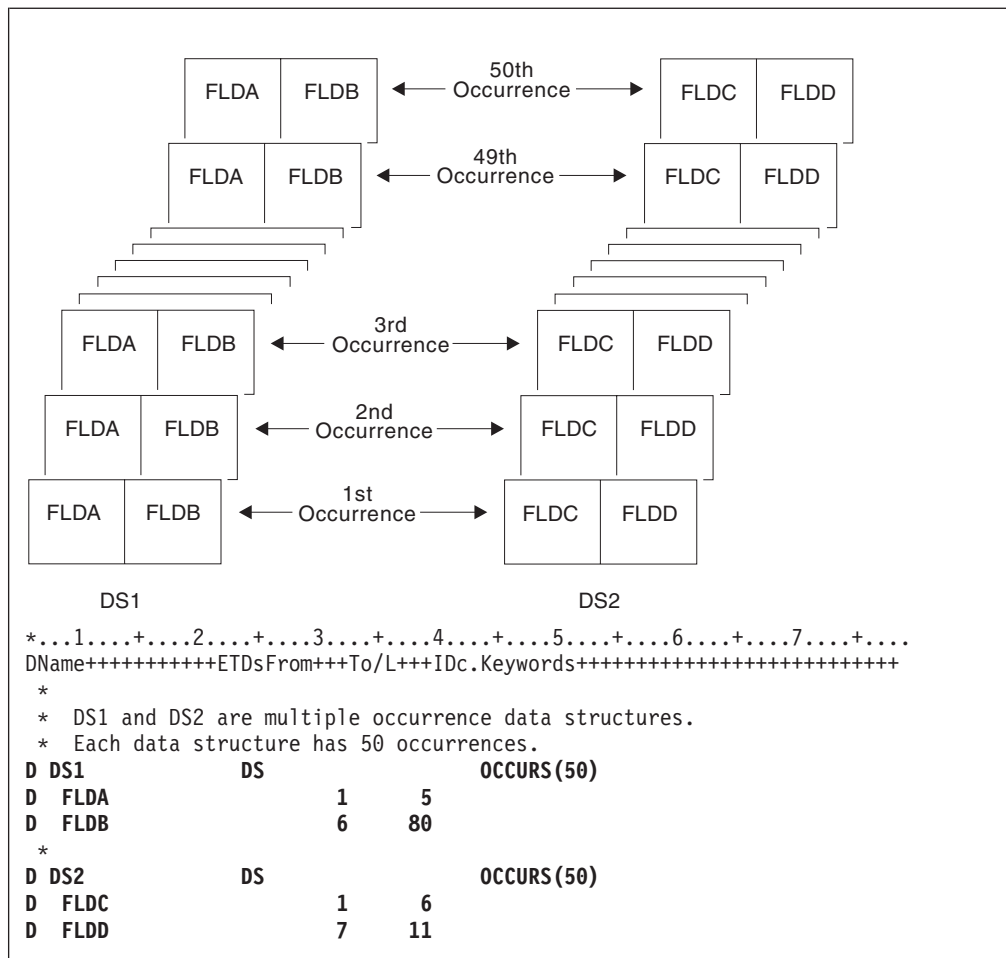 50th
FLDA FLDB Occurrence FLDC FLDD
49th
FLDA FLDB Occurrence FLDC FLDD
3rd
FLDA FLDB Occurrence FLDC FLDD
2nd
FLDA FLDB Occurrence FLDC FLDD
1st
FLDA FLDB Occurrence FLDC FLDD
DS1 DS2
*...1....+....2....+....3....+....4....+....5....+....6....+....7....+....
DName+++++++++++ETDsFrom+++To/L+++IDc.Keywords+++++++++++++++++++++++++++
*
* DS1 and DS2 are multiple occurrence data structures.
* Each data structure has 50 occurrences.
D DS1 DS OCCURS(50)
D FLDA 1 5
D FLDB 6 80
*
D DS2 DS OCCURS(50)
D FLDC 1 6
D FLDD 7 11